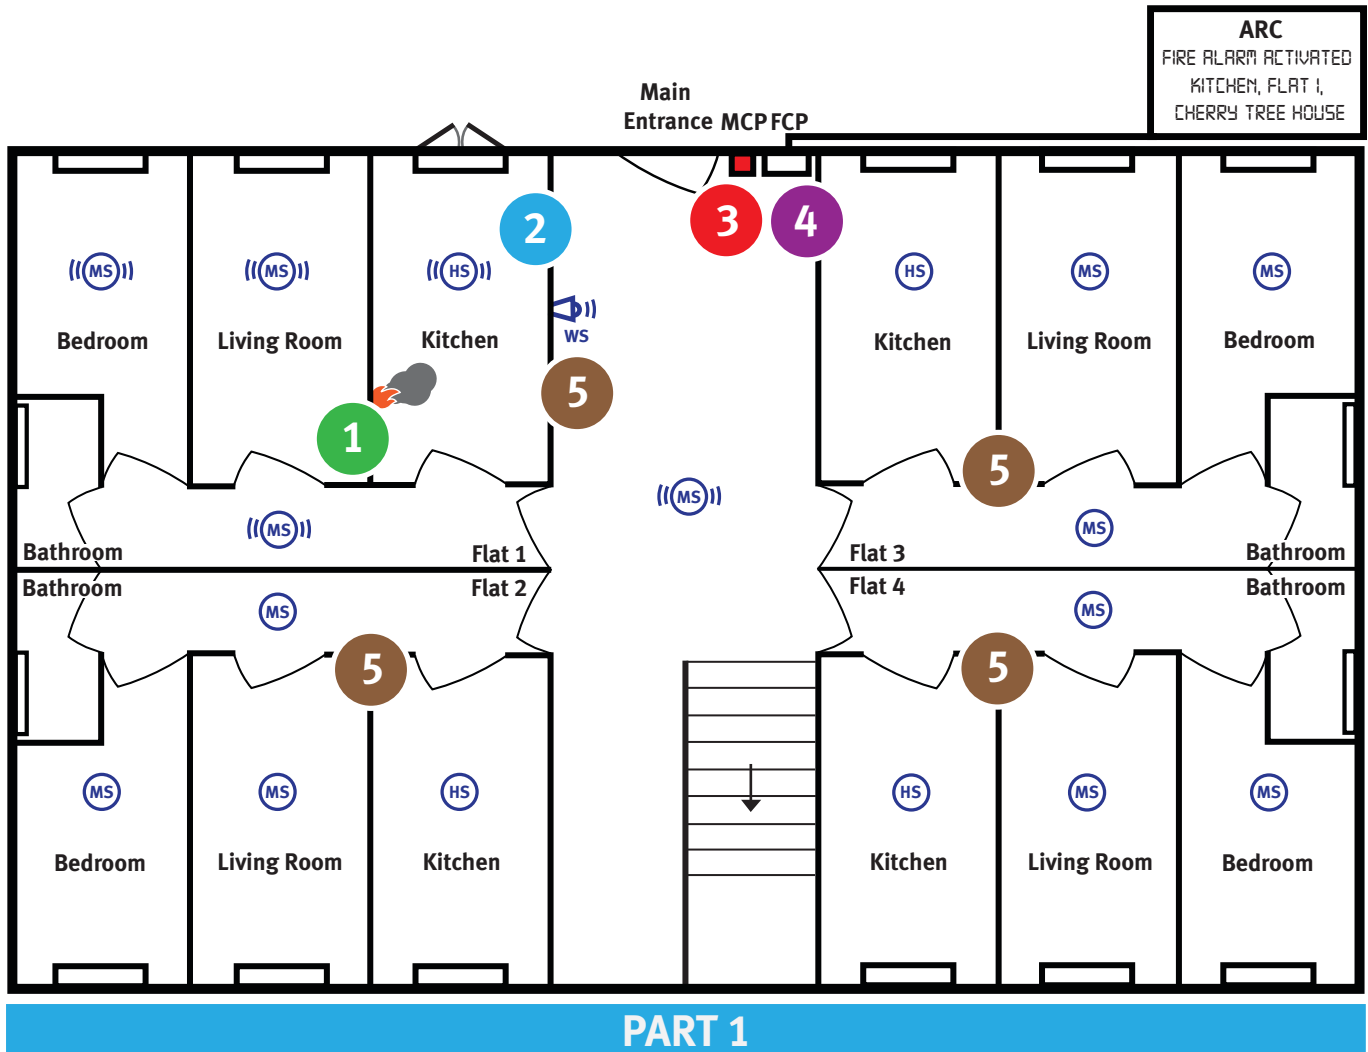 ARC
FIRE ALARM ACTIVATED
KITCHEN, FLAT 1,
CHERRY TREE HOUSE
Main
Entrance MCP FCP
2
3
4
MS
MS
HS
HS
MS
MS
WS
Bedroom
Living Room
Kitchen
Kitchen
Living Room
Bedroom
5
1
5
MS
MS
MS
Bathroom
Flat 1
Flat 3
Bathroom
Bathroom
Flat 2
Flat 4
Bathroom
MS
MS
5
5
MS
MS
HS
HS
MS
MS
Bedroom
Living Room
Kitchen
Kitchen
Living Room
Bedroom
PART 1